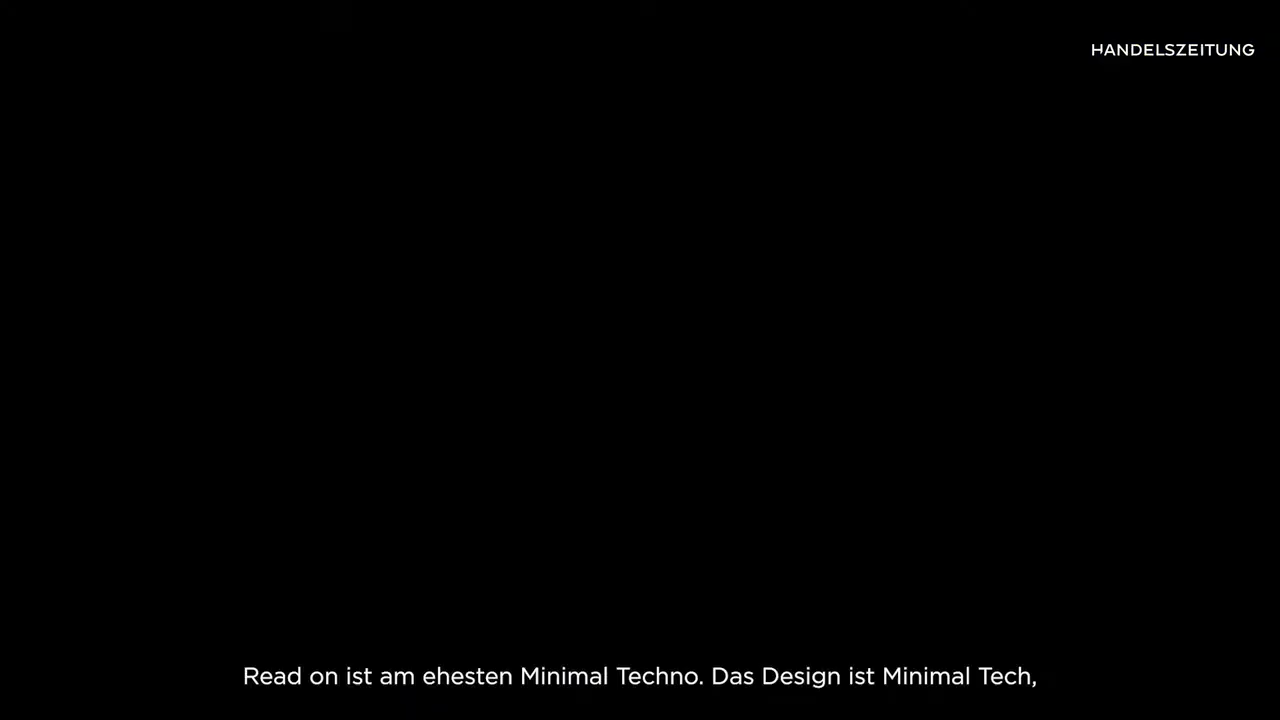 HANDELSZEITUNG
Read on ist am ehesten Minimal Techno. Das Design ist Minimal Tech,